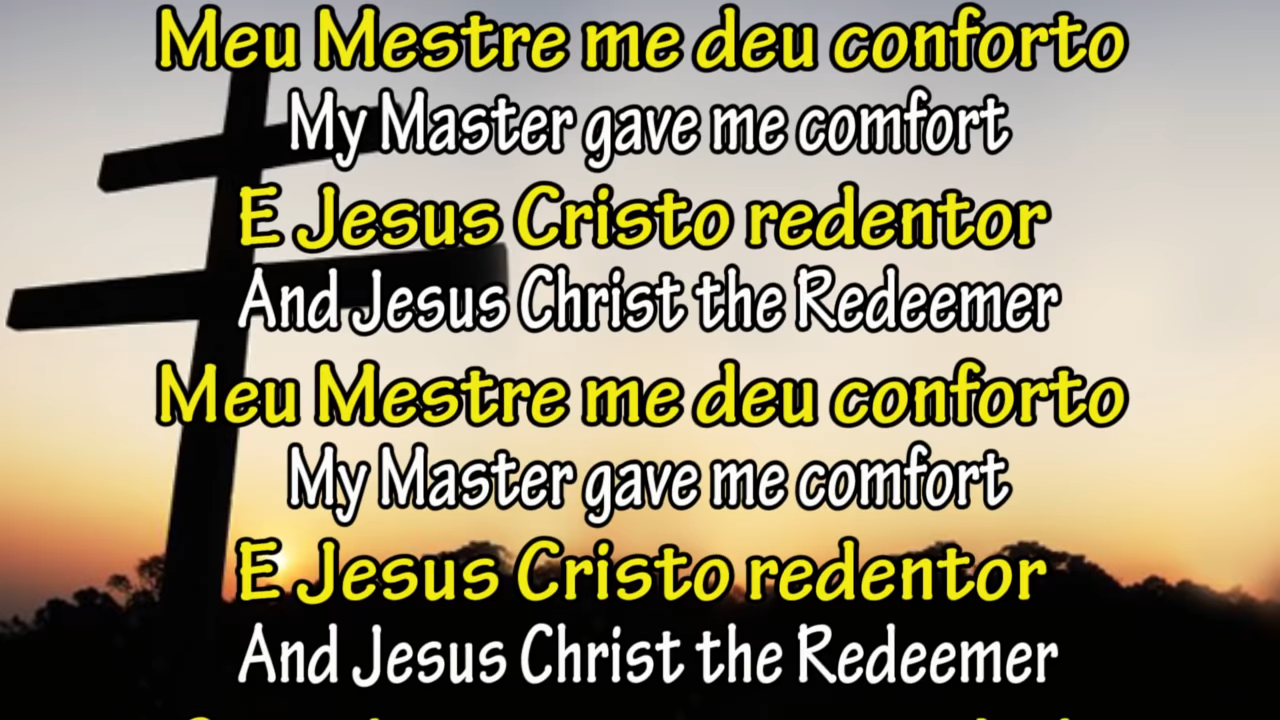 Meu Mestre me deu conforto
My Master gave me comfort
E Jesus Cristo redentor
And Jesus Christ the Redeemer
Meu Mestre me deu conforto
My Master gave me comfort
E Jesus Cristo redentor
And Jesus Christ the Redeemer